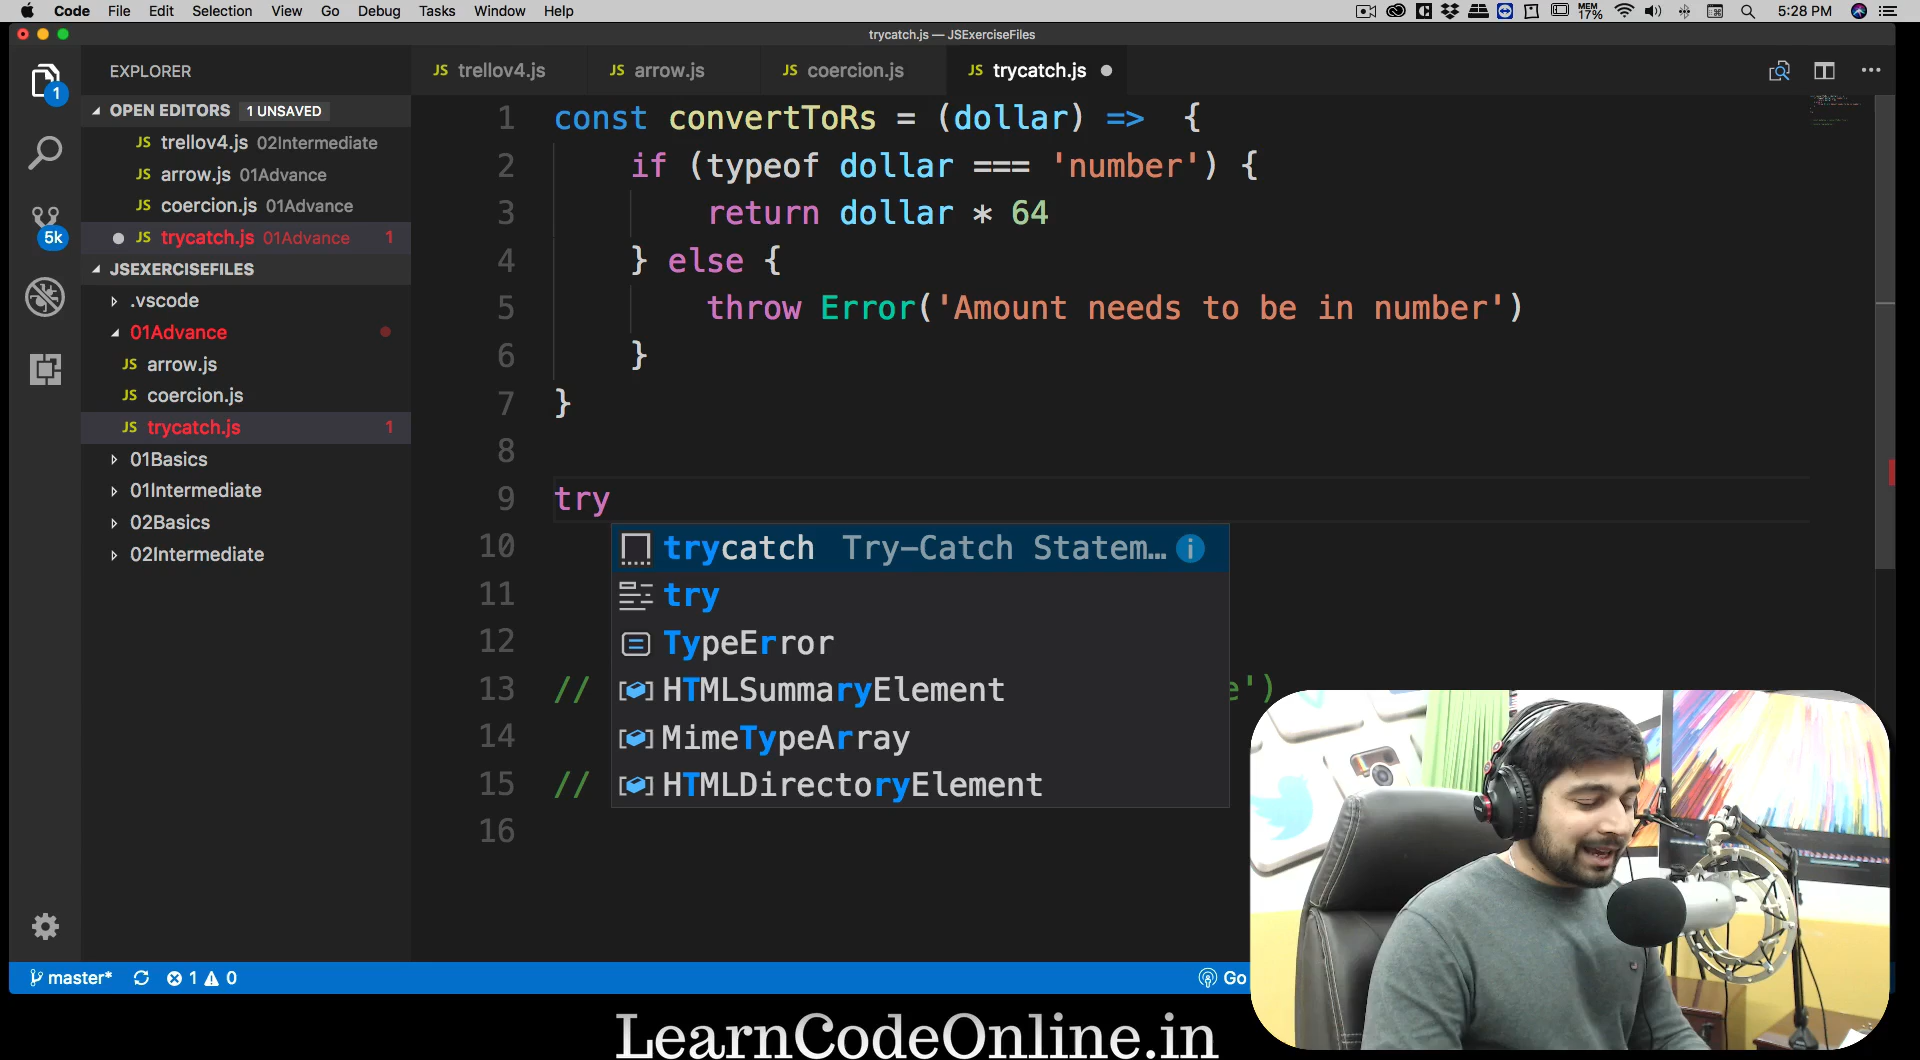 Code File Edit Selection View Go Debug Tasks Window Help
MEM 17% 5:28 PM
trycatch.js — JSExerciseFiles
EXPLORER
JS trellov4.js JS arrow.js JS coercion.js JS trycatch.js
1
OPEN EDITORS 1 UNSAVED
JS trellov4.js 02Intermediate
JS arrow.js 01Advance
JS coercion.js 01Advance
JS trycatch.js 01Advance 1
5k
JSEXERCISEFILES
.vscode
01Advance
JS arrow.js
JS coercion.js
JS trycatch.js 1
01Basics
01Intermediate
02Basics
02Intermediate
1 const convertToRs = (dollar) => {
2 if (typeof dollar === 'number') {
3 return dollar * 64
4 } else {
5 throw Error('Amount needs to be in number')
6 }
7 }
8
9 try
10 trycatch Try-Catch Statem… i
11 try
12 TypeError
13 // HTMLSummaryElement e')
14 MimeTypeArray
15 // HTMLDirectoryElement
16
master* 1 0 Go
LearnCodeOnline.in